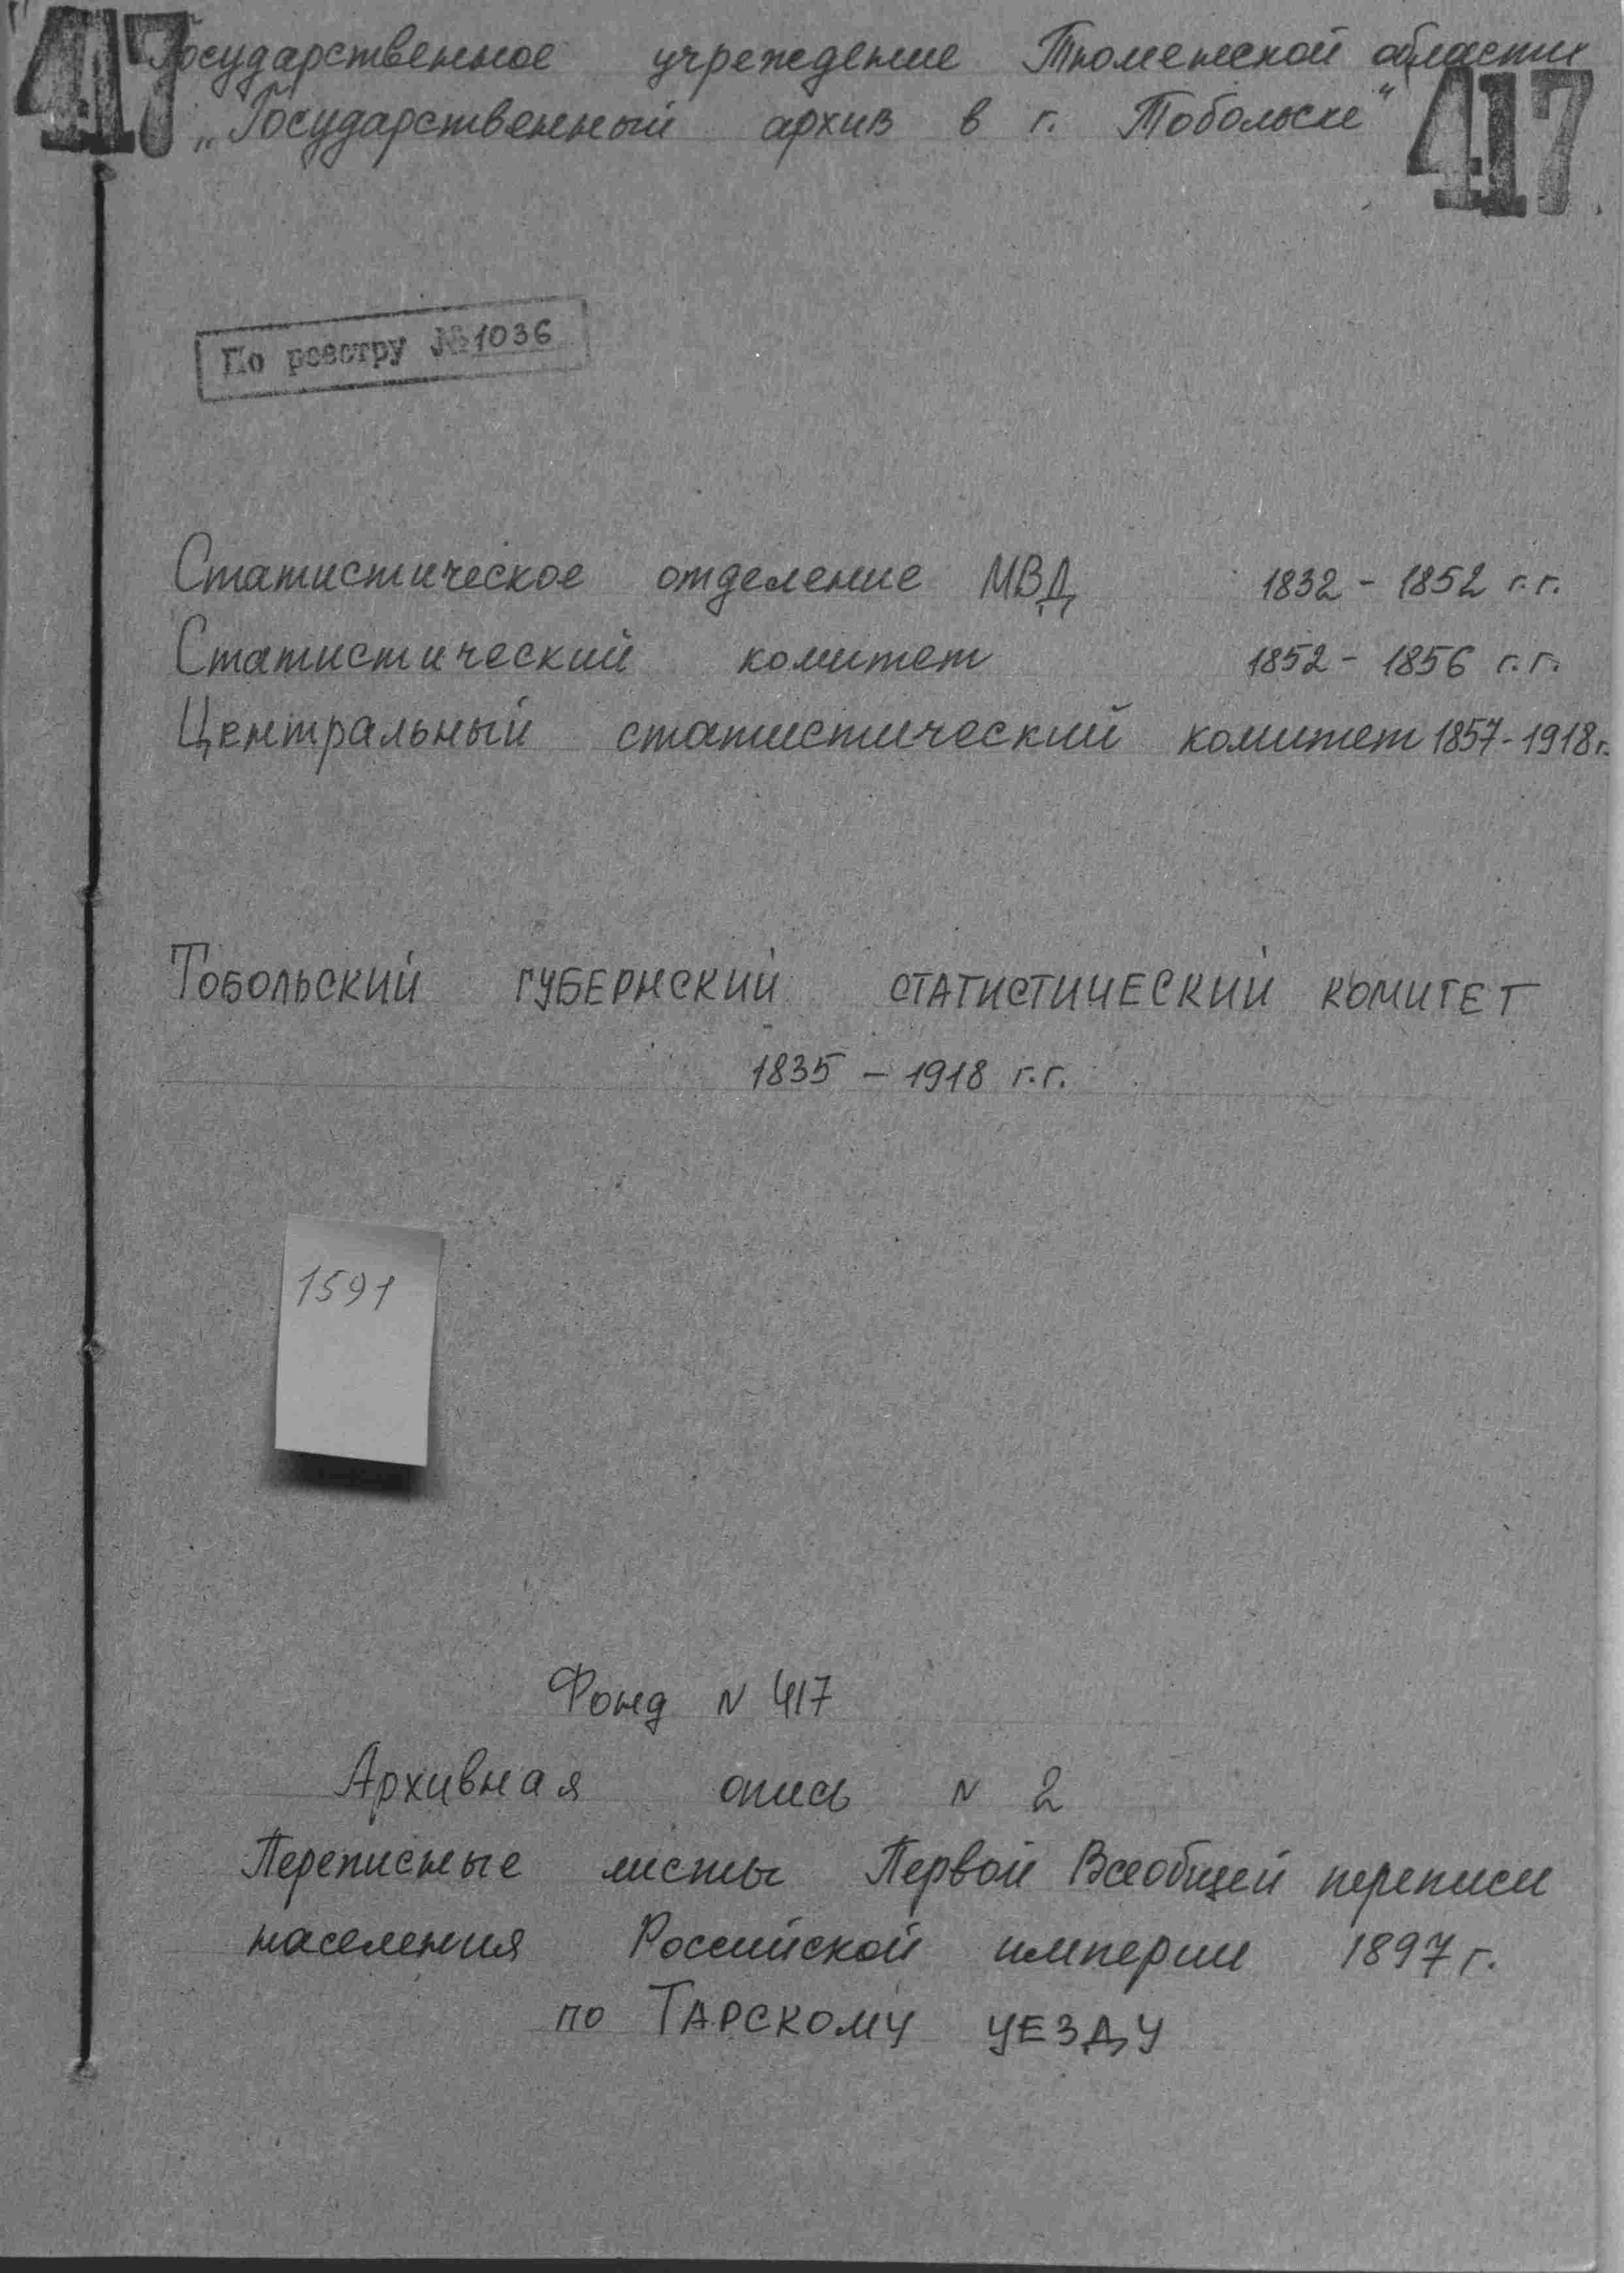 417
Государственное учреждение Тюменской области
„Государственный архив в г. Тобольске“
417
По реестру №1036
Статистическое отделение МВД 1832 - 1852 г.г.
Статистический комитет 1852 - 1856 г.г.
Центральный статистический комитет 1857-1918г.
ТОБОЛЬСКИЙ ГУБЕРНСКИЙ СТАТИСТИЧЕСКИЙ КОМИТЕТ
1835 – 1918 г.г.
1591
Фонд N 417
Архивная опись N 2
Переписные листы Первой Всеобщей переписи
населения Российской империи 1897 г.
по ТАРСКОМУ УЕЗДУ